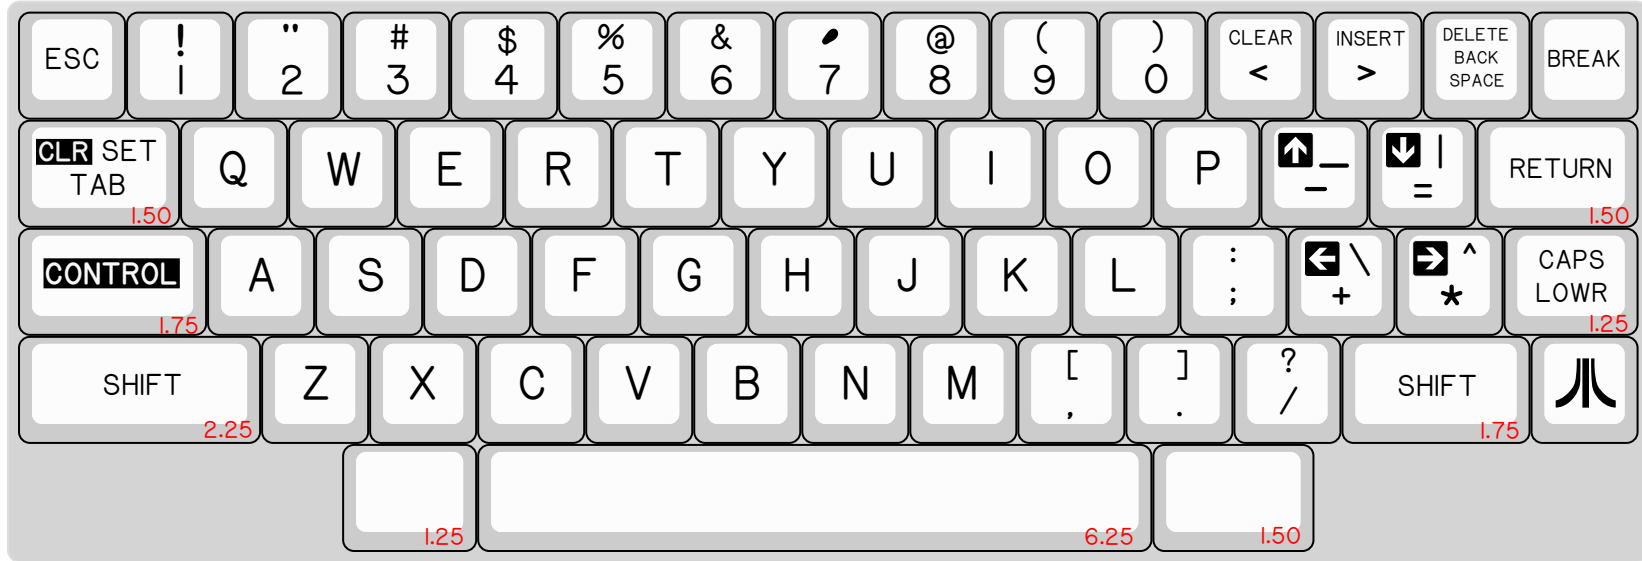 ! " # $ % & ' @ ( ) CLEAR INSERT DELETE
ESC 1 2 3 4 5 6 7 8 9 0 < > BACK SPACE BREAK
CLR SET _ |
TAB Q W E R T Y U I O P - = RETURN
1.50 1.50
: \ ^ CAPS
CONTROL A S D F G H J K L ; + * LOWR
1.75 1.25
[ ] ?
SHIFT Z X C V B N M , . / SHIFT
2.25 1.75
1.25 6.25 1.50